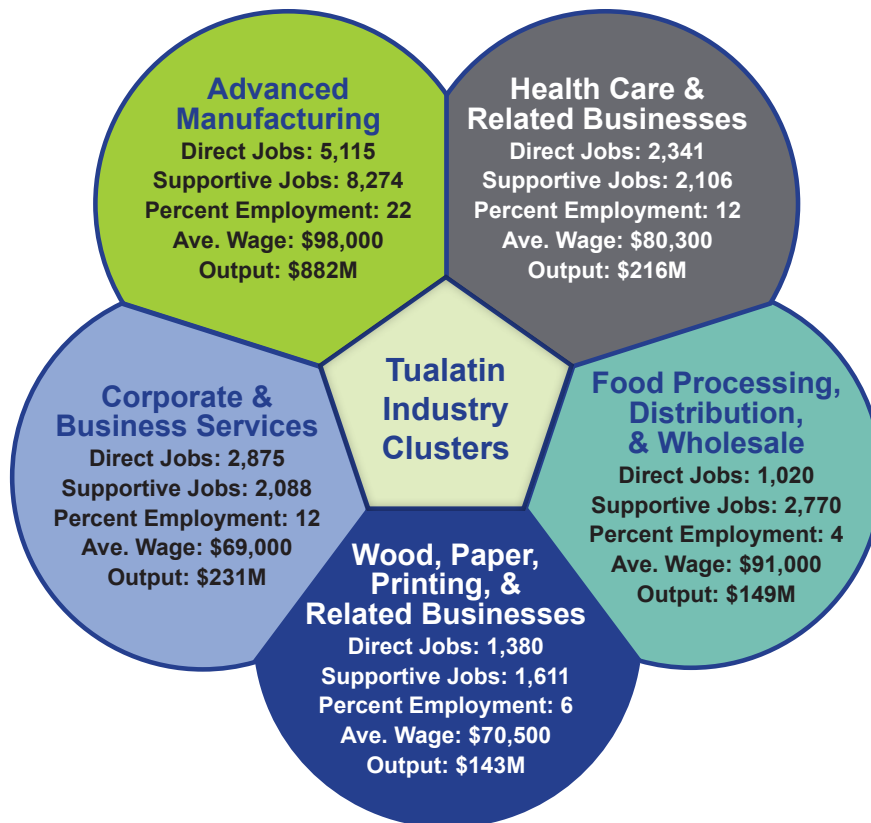 Advanced
Manufacturing
Direct Jobs: 5,115
Supportive Jobs: 8,274
Percent Employment: 22
Ave. Wage: $98,000
Output: $882M
Health Care &
Related Businesses
Direct Jobs: 2,341
Supportive Jobs: 2,106
Percent Employment: 12
Ave. Wage: $80,300
Output: $216M
Tualatin
Industry
Clusters
Corporate &
Business Services
Direct Jobs: 2,875
Supportive Jobs: 2,088
Percent Employment: 12
Ave. Wage: $69,000
Output: $231M
Food Processing,
Distribution,
& Wholesale
Direct Jobs: 1,020
Supportive Jobs: 2,770
Percent Employment: 4
Ave. Wage: $91,000
Output: $149M
Wood, Paper,
Printing, &
Related Businesses
Direct Jobs: 1,380
Supportive Jobs: 1,611
Percent Employment: 6
Ave. Wage: $70,500
Output: $143M